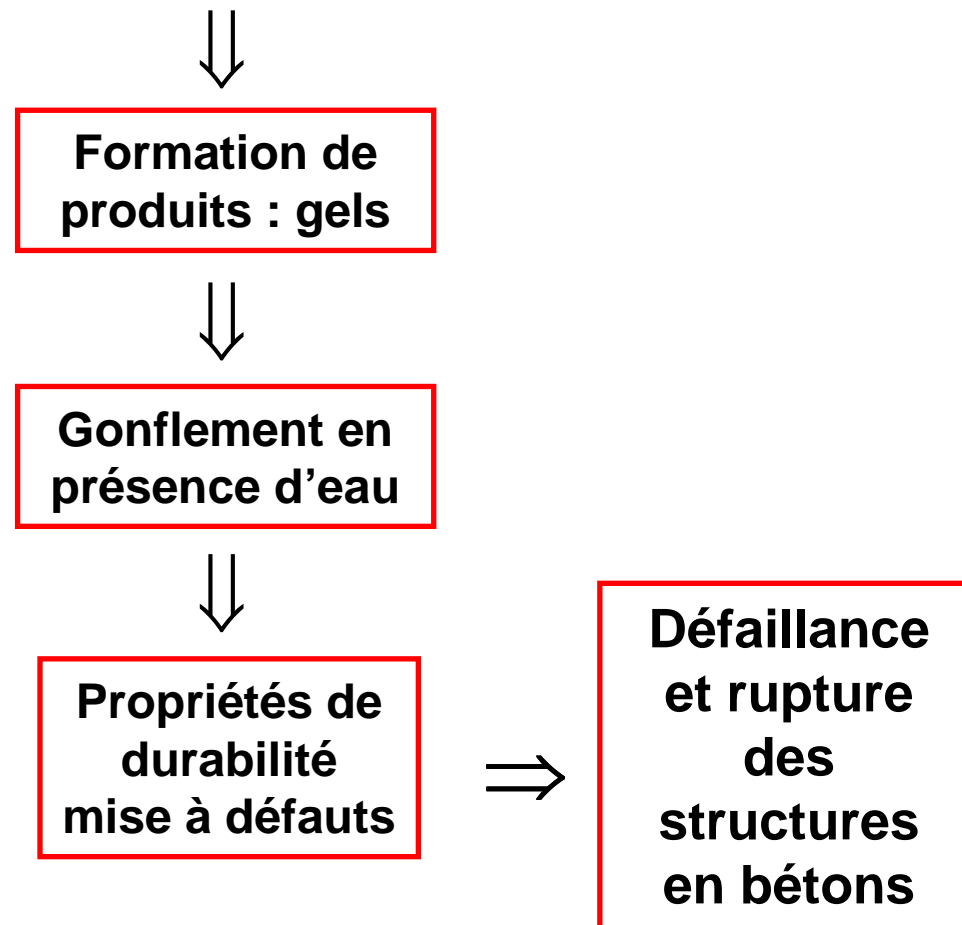 ⇓
Formation de
produits : gels
⇓
Gonflement en
présence d’eau
⇓
Propriétés de
durabilité
mise à défauts
⇒
Défaillance
et rupture
des
structures
en bétons